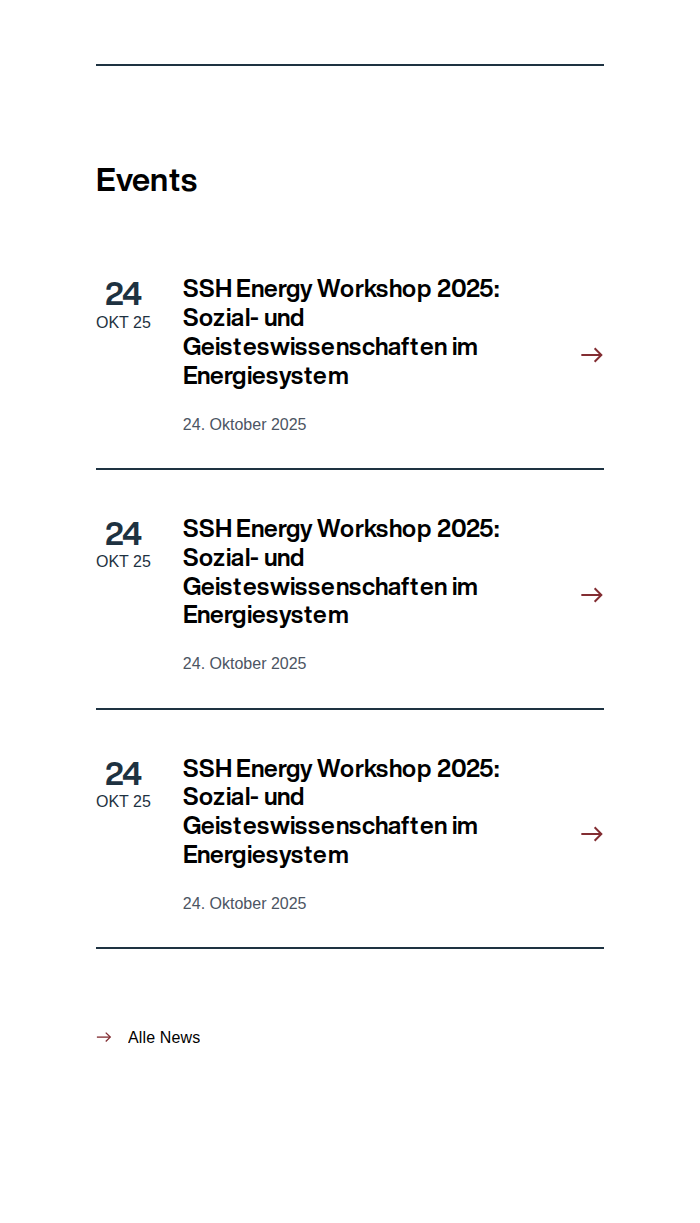 Events
24
OKT 25
SSH Energy Workshop 2025:
Sozial- und
Geisteswissenschaften im
Energiesystem
24. Oktober 2025
24
OKT 25
SSH Energy Workshop 2025:
Sozial- und
Geisteswissenschaften im
Energiesystem
24. Oktober 2025
24
OKT 25
SSH Energy Workshop 2025:
Sozial- und
Geisteswissenschaften im
Energiesystem
24. Oktober 2025
Alle News